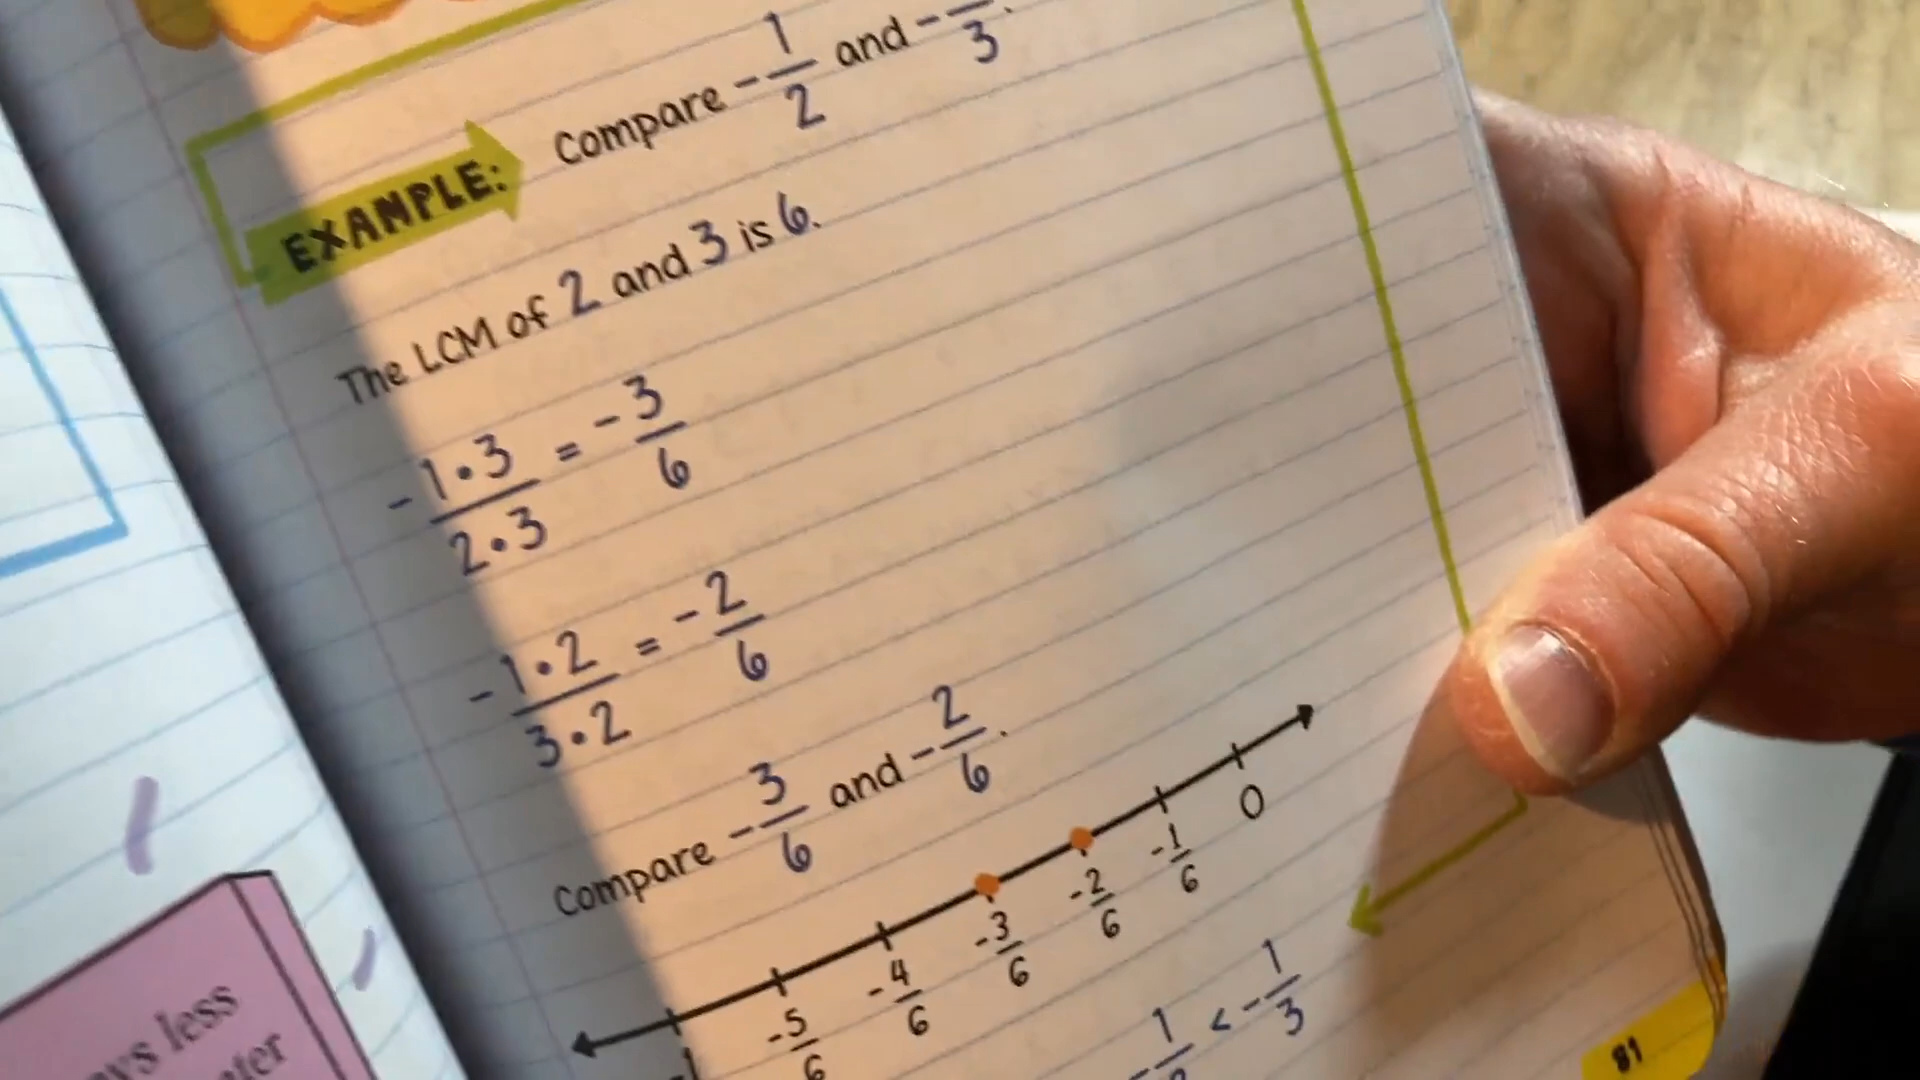 Compare -1/2 and - /3.
EXAMPLE:
The LCM of 2 and 3 is 6.
-1•3/2•3 = -3/6
-1•2/3•2 = -2/6
Compare -3/6 and -2/6.
-5/6 -4/6 -3/6 -2/6 -1/6 0
-1/ < -1/3
less
81